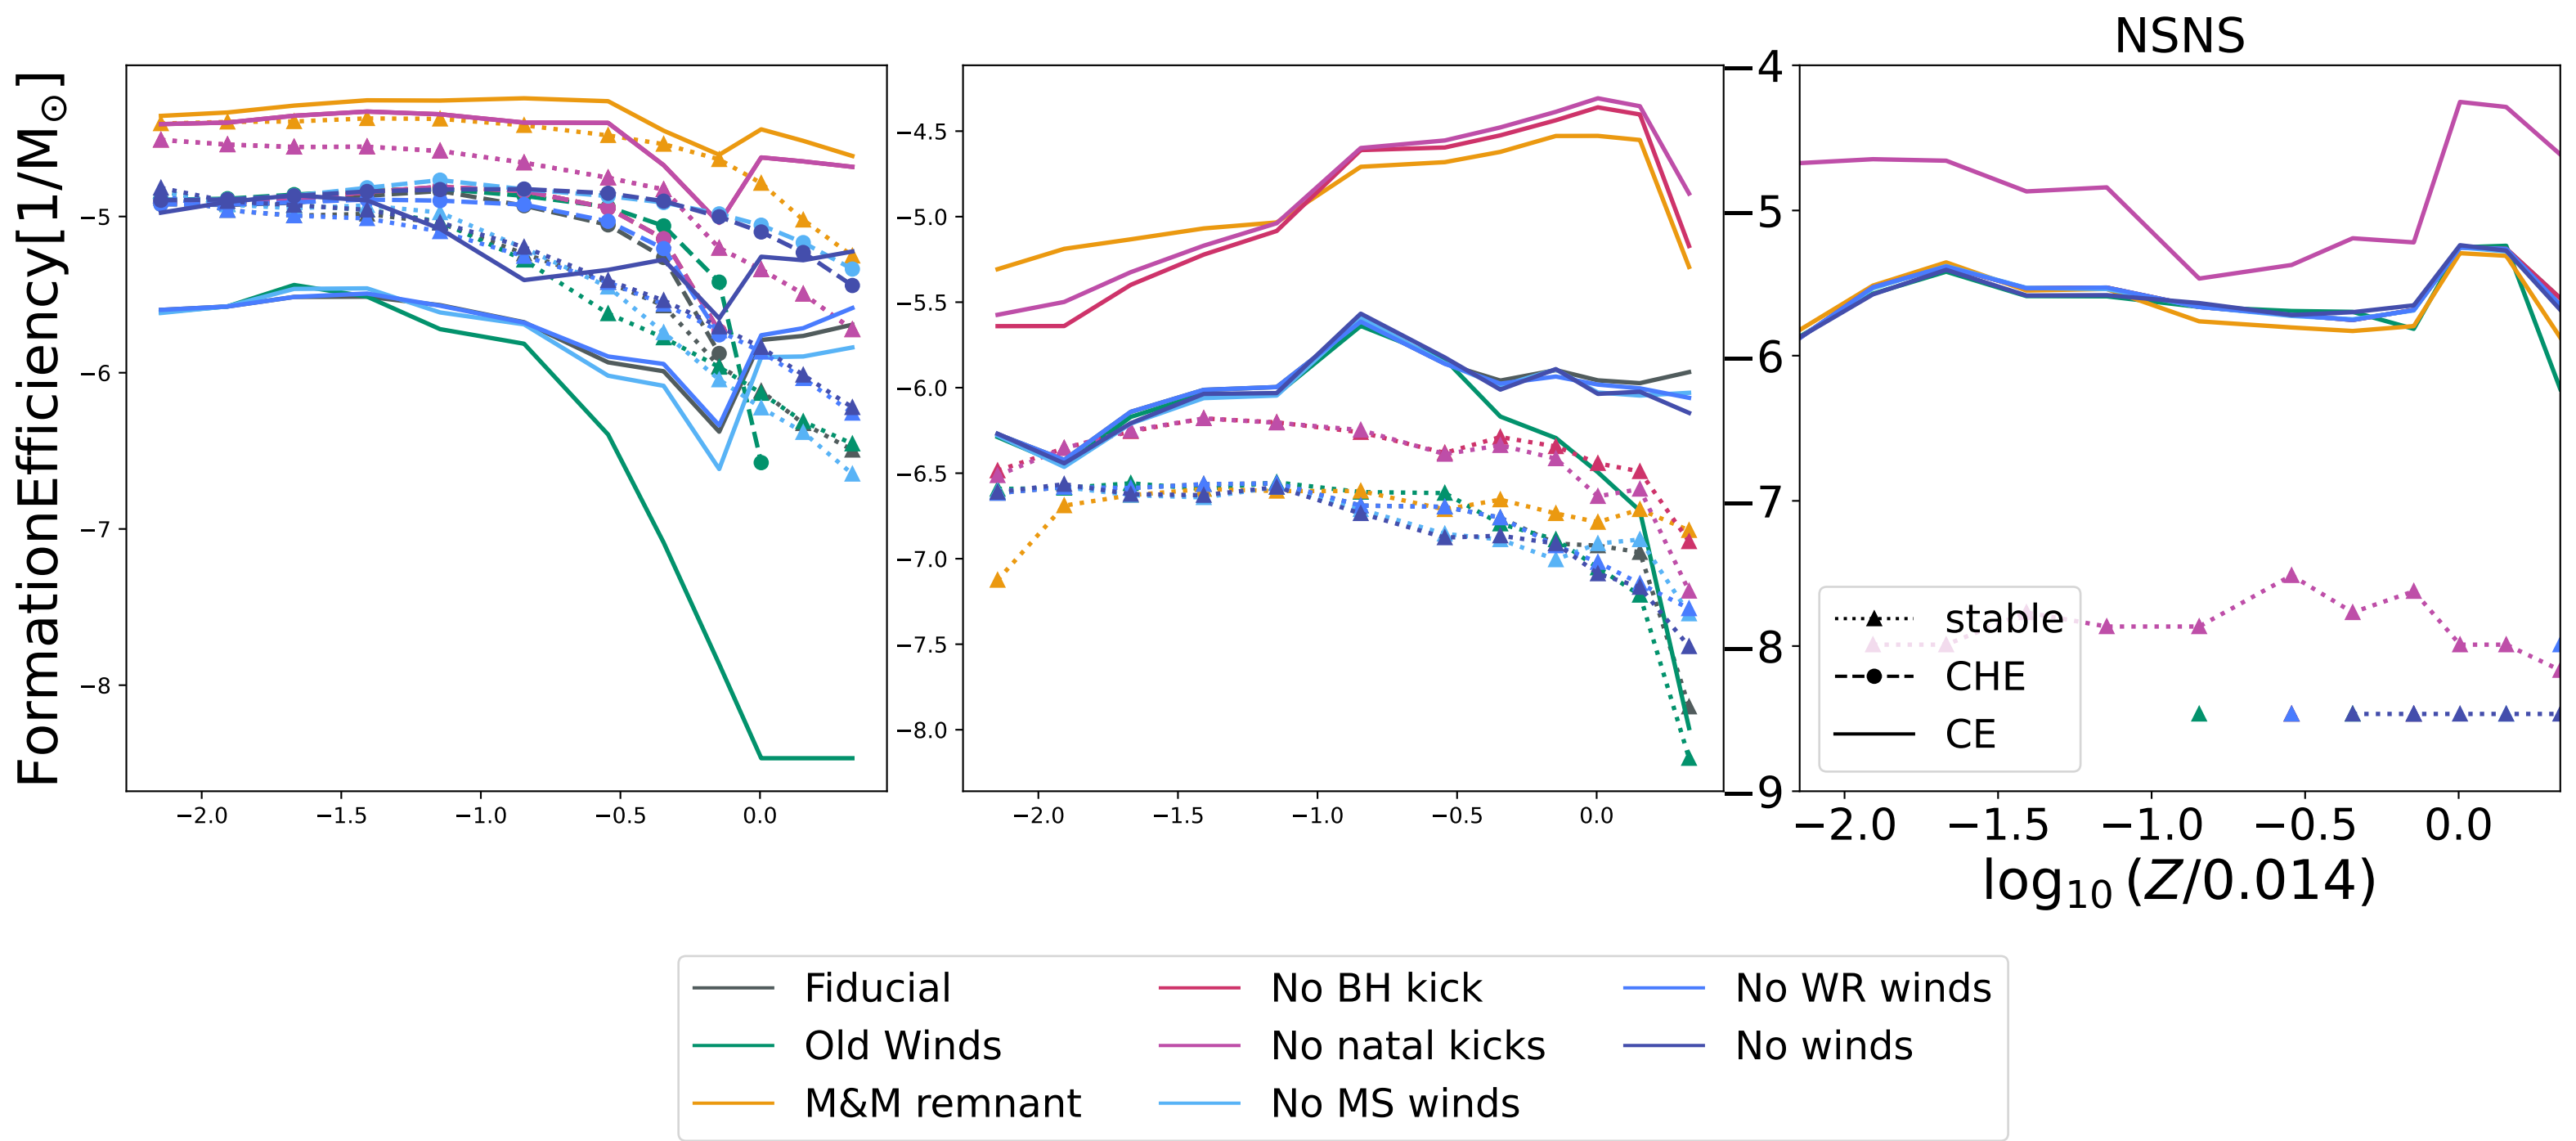 NSNS
FormationEfficiency[1/M⊙]
−5
−6
−7
−8
−2.0 −1.5 −1.0 −0.5 0.0
−4.5
−5.0
−5.5
−6.0
−6.5
−7.0
−7.5
−8.0
−2.0 −1.5 −1.0 −0.5 0.0
−4
−5
−6
−7
−8
−9
stable
CHE
CE
−2.0 −1.5 −1.0 −0.5 0.0
log₁₀ (Z/0.014)
Fiducial
Old Winds
M&M remnant
No BH kick
No natal kicks
No MS winds
No WR winds
No winds